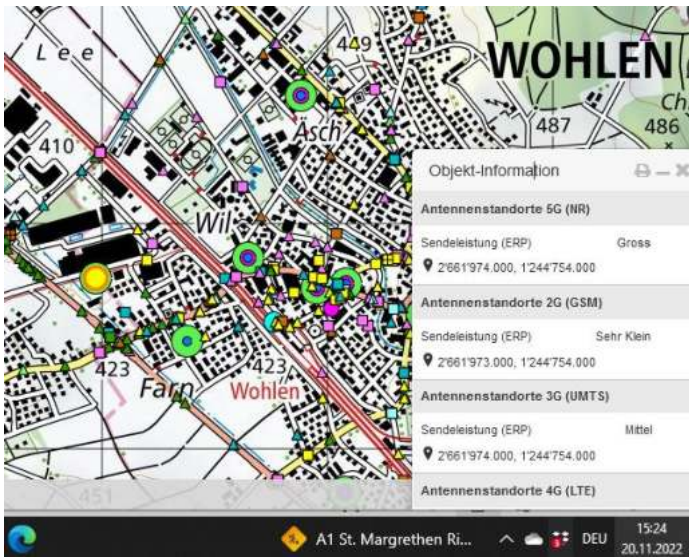 Lee
449
WOHLEN
Ch
Asch
487
486
410
Wil
423
423
Farn
Wohlen
451
Objekt-Information
Antennenstandorte 5G (NR)
Sendeleistung (ERP) Gross
2'661'974.000, 1'244'754.000
Antennenstandorte 2G (GSM)
Sendeleistung (ERP) Sehr Klein
2'661'973.000, 1'244'754.000
Antennenstandorte 3G (UMTS)
Sendeleistung (ERP) Mittel
2'661'974.000, 1'244'754.000
Antennenstandorte 4G (LTE)
A1 St. Margrethen Ri...
DEU
15:24
20.11.2022